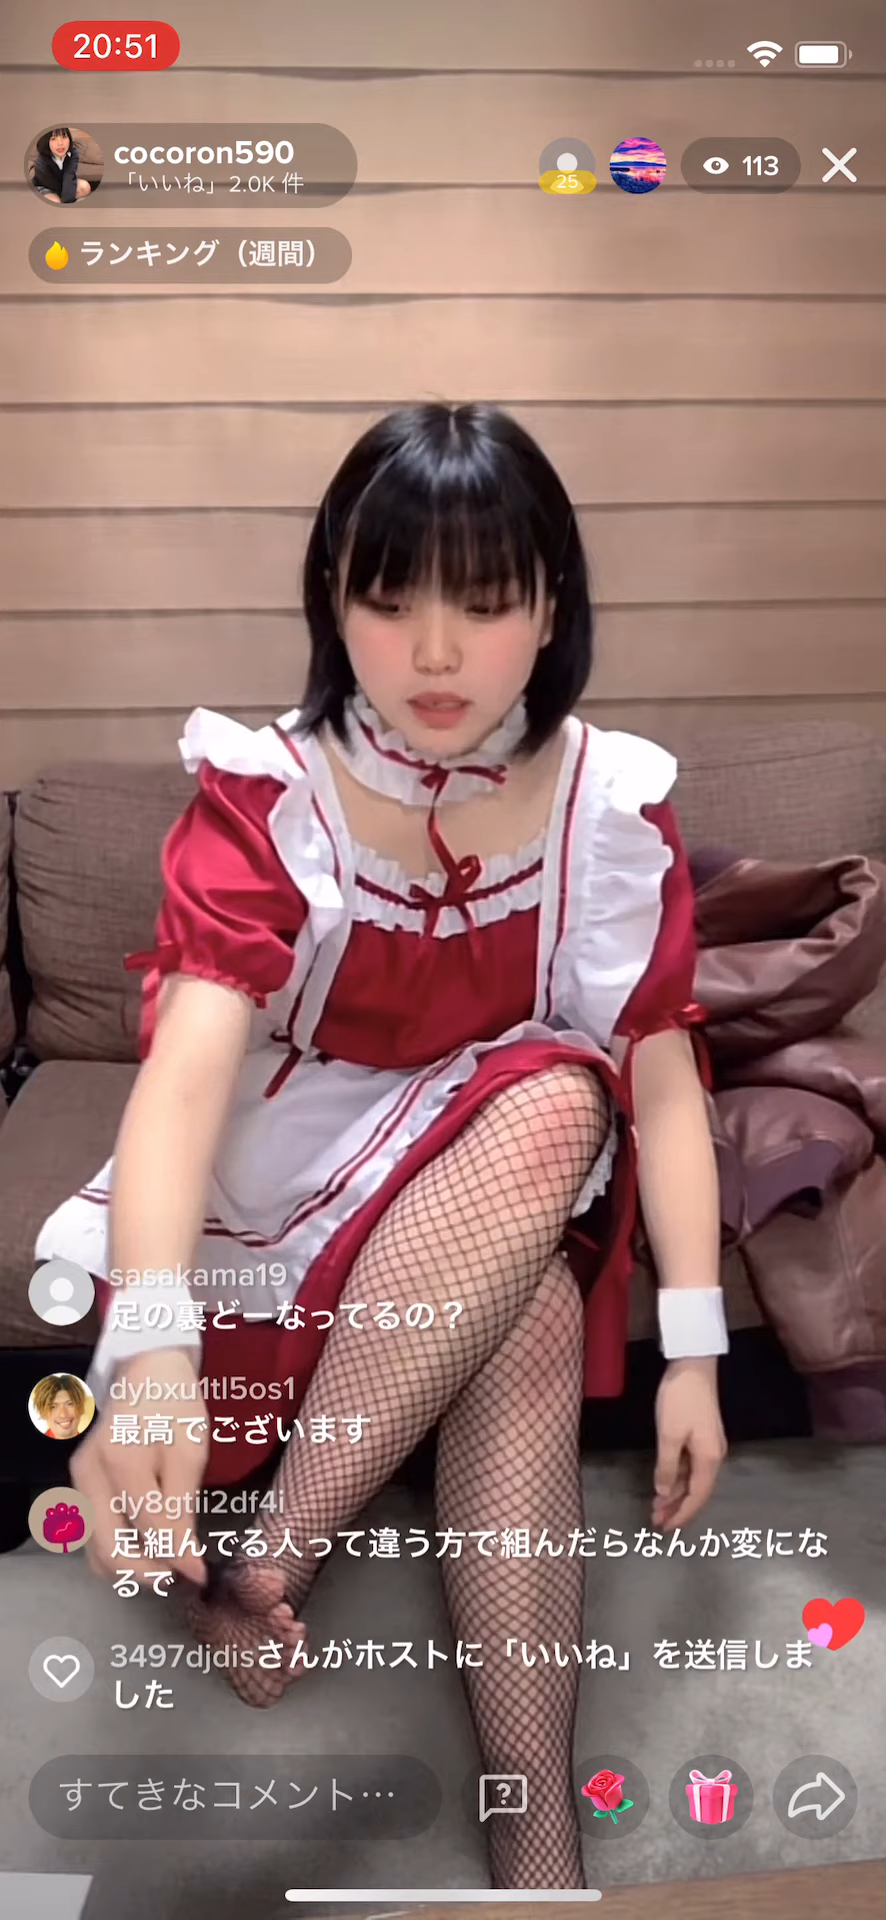 20:51
cocoron590
「いいね」2.0K 件
25
113
ランキング（週間）
sasakama19
足の裏どーなってるの？
dybxu1tl5os1
最高でございます
dy8gtii2df4i
足組んでる人って違う方で組んだらなんか変にな
るで
3497djdisさんがホストに「いいね」を送信しま
した
すてきなコメント…
?